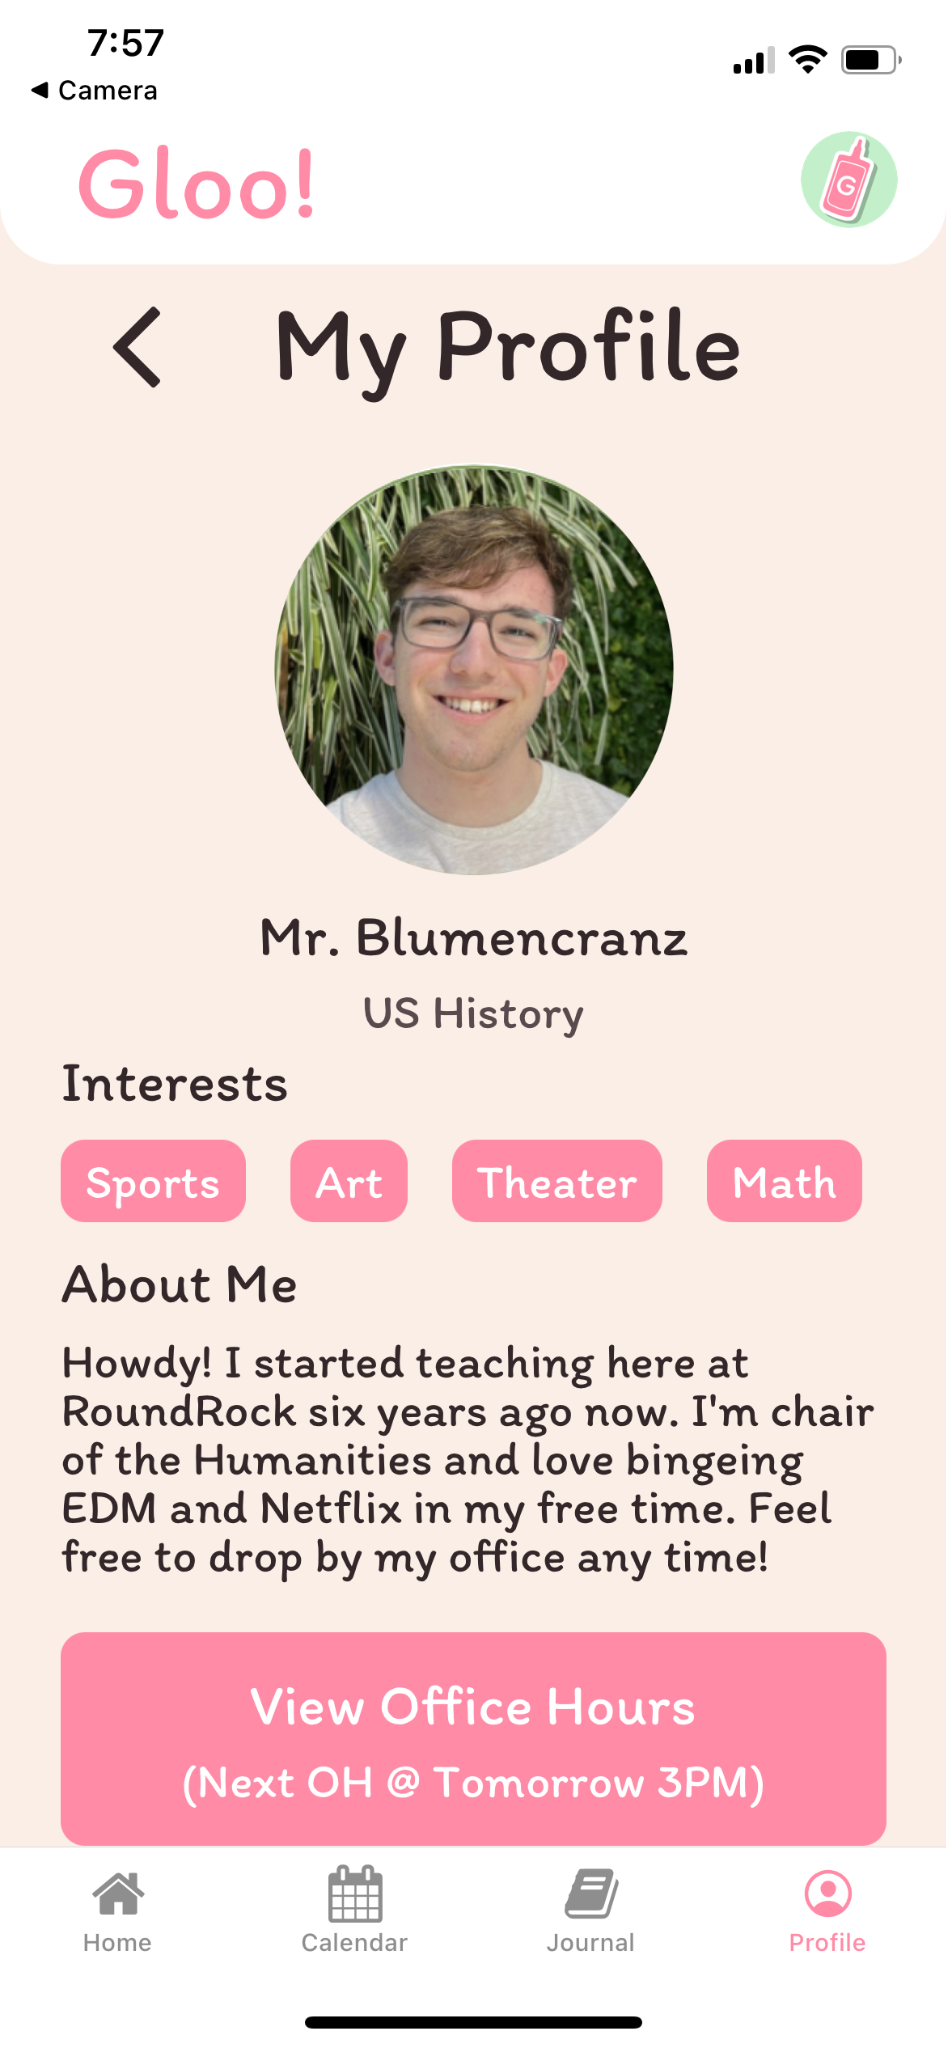 7:57
◀ Camera
Gloo!
G
My Profile
Mr. Blumencranz
US History
Interests
Sports Art Theater Math
About Me
Howdy! I started teaching here at
RoundRock six years ago now. I'm chair
of the Humanities and love bingeing
EDM and Netflix in my free time. Feel
free to drop by my office any time!
View Office Hours
(Next OH @ Tomorrow 3PM)
Home Calendar Journal Profile